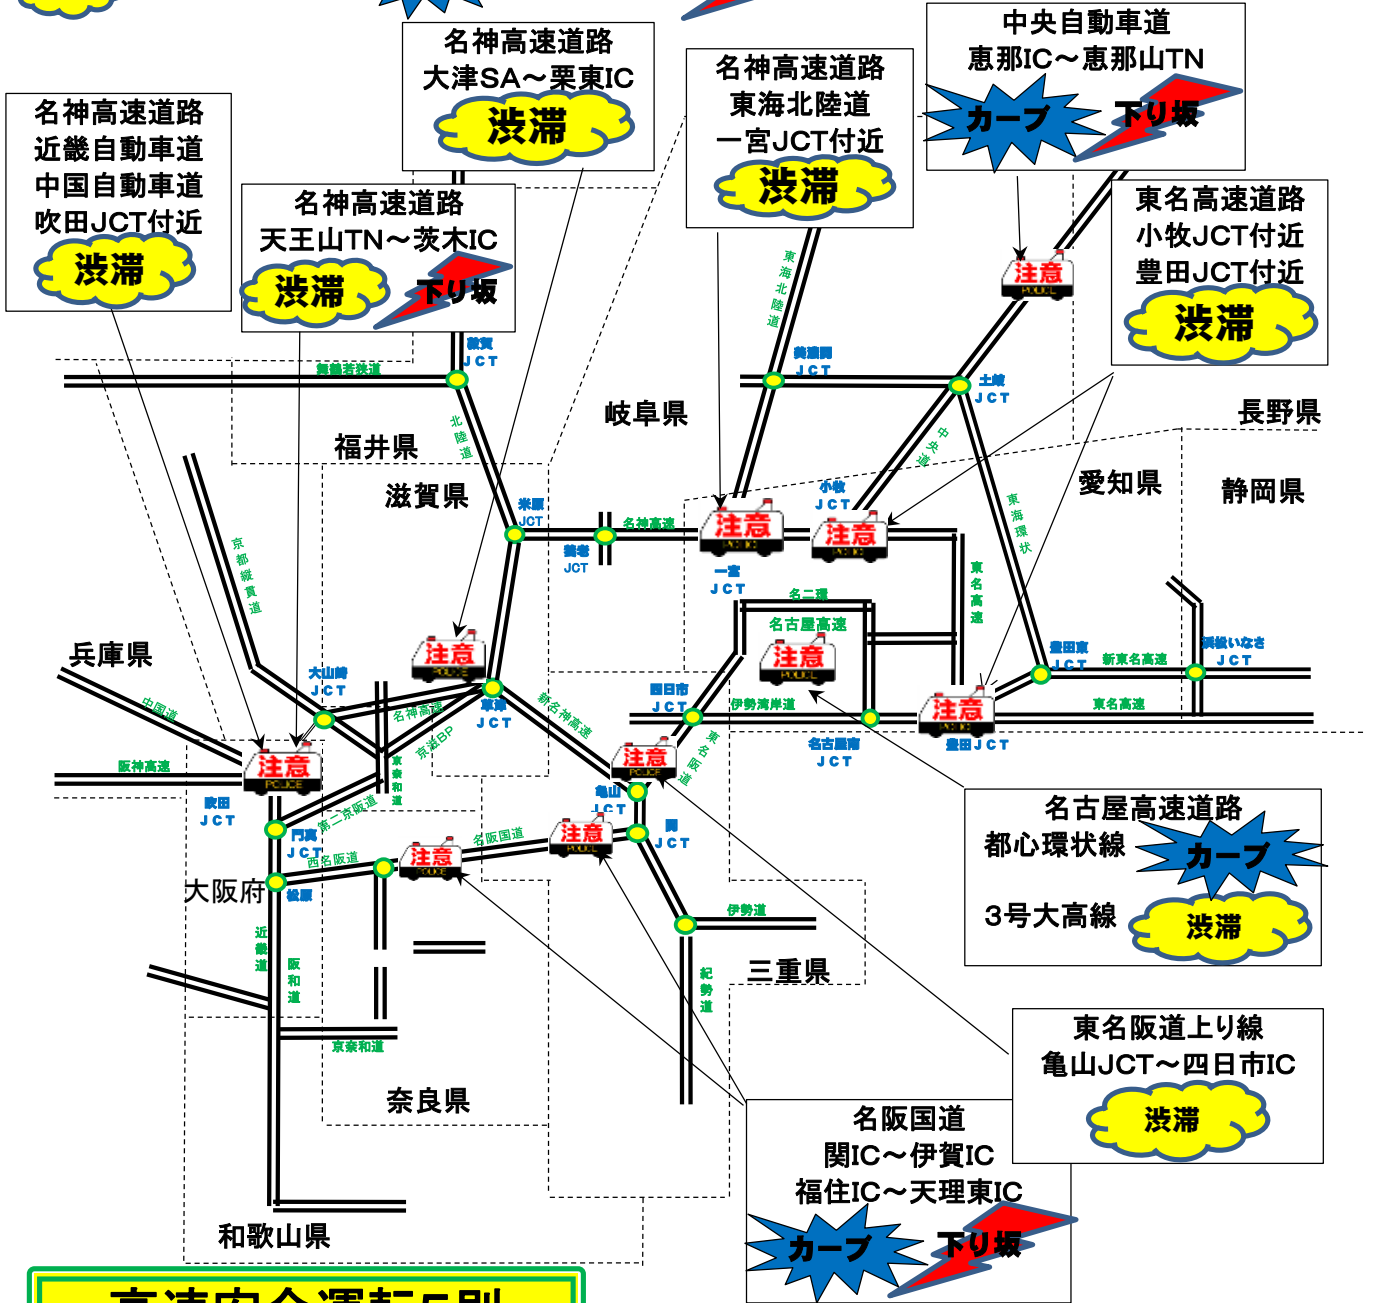 中央自動車道
恵那IC～恵那山TN
カーブ
下り坂
名神高速道路
大津SA～栗東IC
渋滞
名神高速道路
東海北陸道
一宮JCT付近
渋滞
名神高速道路
近畿自動車道
中国自動車道
吹田JCT付近
渋滞
名神高速道路
天王山TN～茨木IC
渋滞
下り坂
東名高速道路
小牧JCT付近
豊田JCT付近
渋滞
注意
POLICE
東海北陸道
敦賀
JCT
舞鶴若狭道
美濃関
JCT
土岐
JCT
岐阜県
長野県
北陸道
福井県
中央道
滋賀県
愛知県
静岡県
小牧
JCT
米原
JCT
名神高速
注意
POLICE
注意
東海環状
養老
JCT
一宮
JCT
東名高速
京都縦貫道
名二環
名古屋高速
注意
兵庫県
注意
大山崎
JCT
豊田東
JCT
新東名高速
浜松いなさ
JCT
中国道
名神高速
草津
JCT
新名神高速
四日市
JCT
伊勢湾岸道
東名高速
注意
豊田JCT
名古屋南
JCT
京滋BP
東名阪道
阪神高速
注意
POLICE
京奈和道
注意
POLICE
吹田
JCT
亀山
JCT
第二京阪道
門真
JCT
名阪国道
注意
関
JCT
西名阪道
注意
POLICE
大阪府
松原
名古屋高速道路
都心環状線
カーブ
3号大高線
渋滞
近畿道
阪和道
伊勢道
三重県
紀勢道
京奈和道
奈良県
東名阪道上り線
亀山JCT～四日市IC
渋滞
名阪国道
関IC～伊賀IC
福住IC～天理東IC
カーブ
下り坂
和歌山県
高速安全運転5則